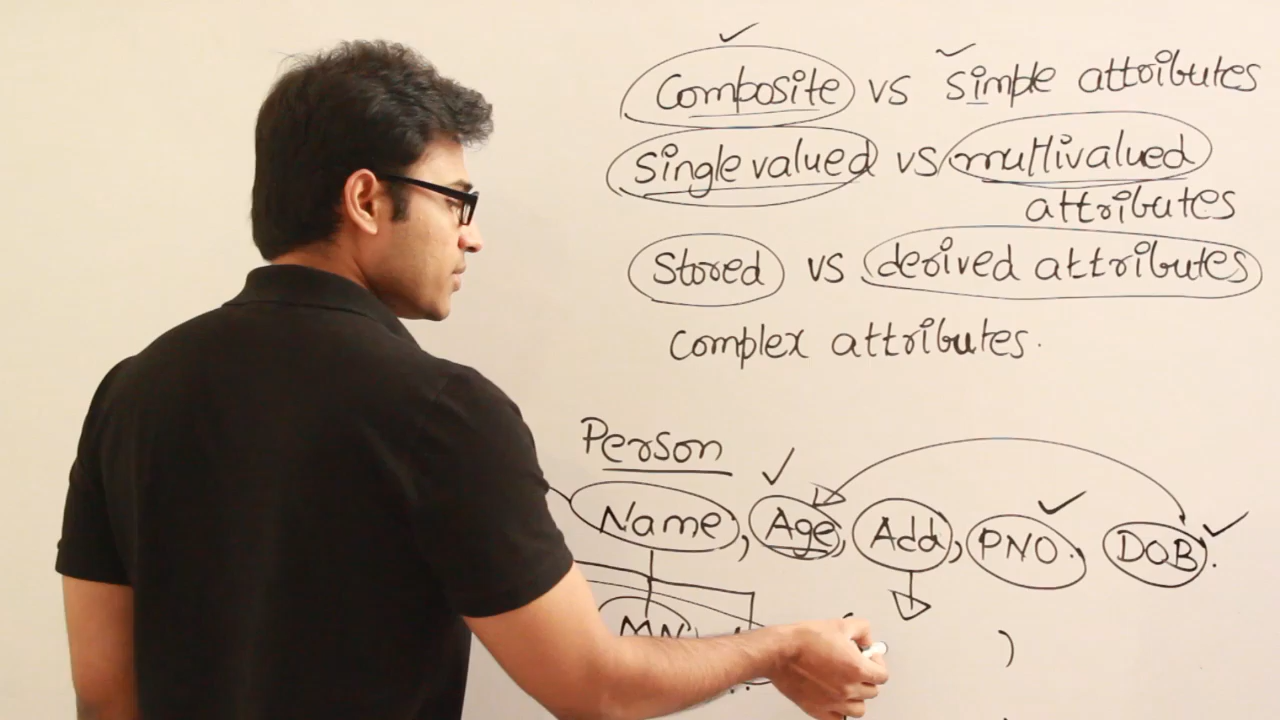 Composite vs simple attributes
Single valued vs multivalued
attributes
Stored vs derived attributes
Complex attributes.
Person
Name, Age, Add, PNO. DOB.
MN
)